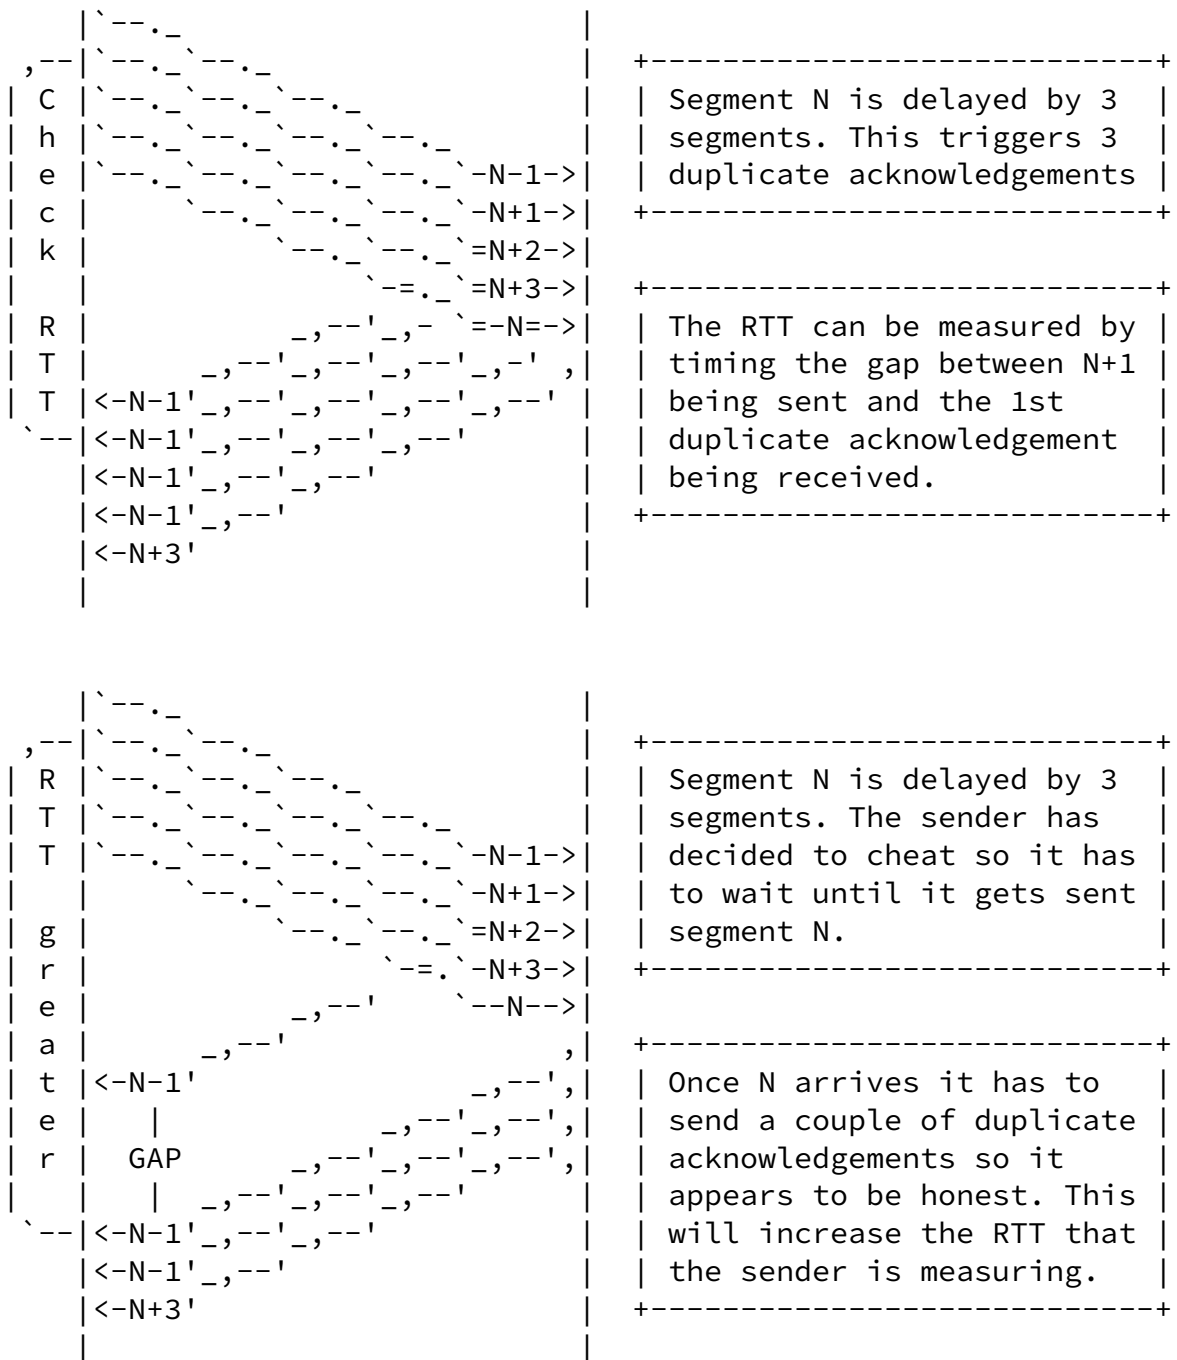 |`--._                      |
 ,--|`--._`--._                 |  +----------------------------+
| C |`--._`--._`--._            |  | Segment N is delayed by 3  |
| h |`--._`--._`--._`--._       |  | segments. This triggers 3  |
| e |`--._`--._`--._`--._`-N-1->|  | duplicate acknowledgements |
| c |     `--._`--._`--._`-N+1->|  +----------------------------+
| k |          `--._`--._`=N+2->|
|   |               `-=._`=N+3->|  +----------------------------+
| R |           _,--'_,- `=-N=->|  | The RTT can be measured by |
| T |      _,--'_,--'_,--'_,-' ,|  | timing the gap between N+1 |
| T |<-N-1'_,--'_,--'_,--'_,--' |  | being sent and the 1st     |
 `--|<-N-1'_,--'_,--'_,--'      |  | duplicate acknowledgement  |
    |<-N-1'_,--'_,--'           |  | being received.            |
    |<-N-1'_,--'                |  +----------------------------+
    |<-N+3'                     |
    |                           |
    |`--._                      |
 ,--|`--._`--._                 |  +----------------------------+
| R |`--._`--._`--._            |  | Segment N is delayed by 3  |
| T |`--._`--._`--._`--._       |  | segments. The sender has   |
| T |`--._`--._`--._`--._`-N-1->|  | decided to cheat so it has |
|   |     `--._`--._`--._`-N+1->|  | to wait until it gets sent |
| g |          `--._`--._`=N+2->|  | segment N.                 |
| r |                `-=.`-N+3->|  +----------------------------+
| e |           _,--'    `--N-->|
| a |      _,--'               ,|  +----------------------------+
| t |<-N-1'               _,--',|  | Once N arrives it has to   |
| e |   |            _,--'_,--',|  | send a couple of duplicate |
| r |  GAP      _,--'_,--'_,--',|  | acknowledgements so it     |
|   |   |  _,--'_,--'_,--'      |  | appears to be honest. This |
 `--|<-N-1'_,--'_,--'           |  | will increase the RTT that |
    |<-N-1'_,--'                |  | the sender is measuring.   |
    |<-N+3'                     |  +----------------------------+
    |                           |